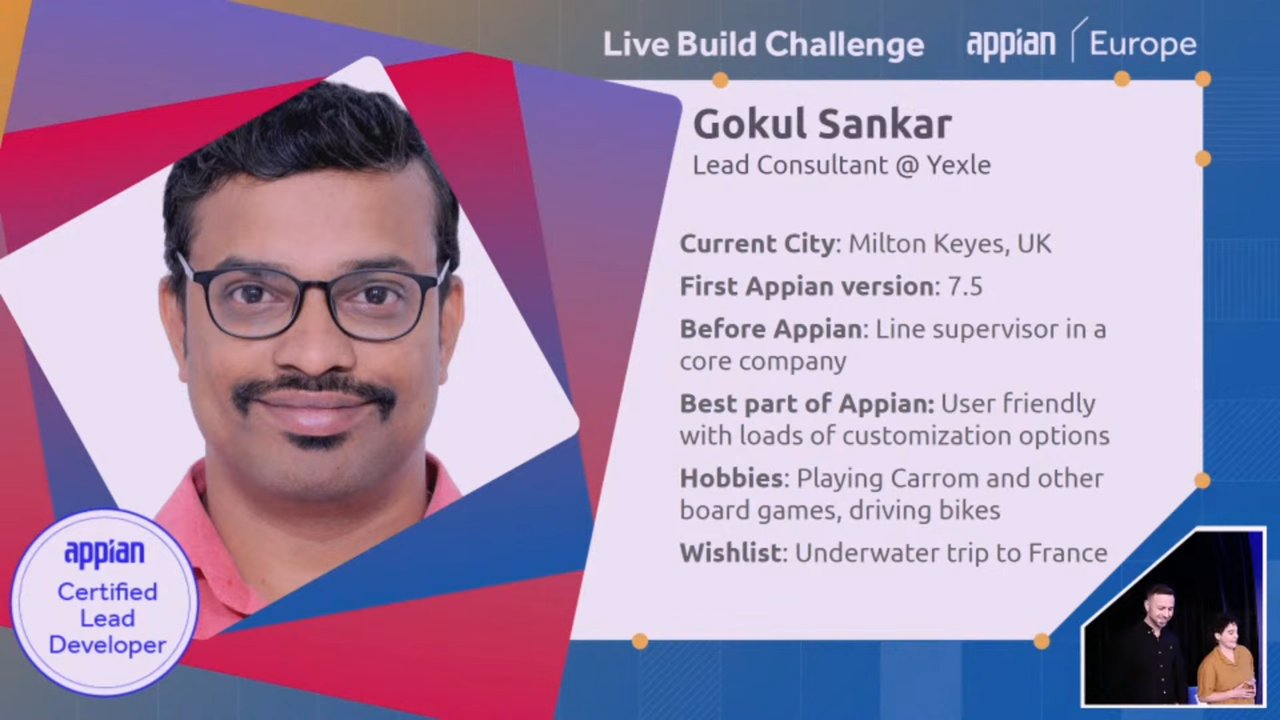 Live Build Challenge appian Europe
Gokul Sankar
Lead Consultant @ Yexle
Current City: Milton Keyes, UK
First Appian version: 7.5
Before Appian: Line supervisor in a
core company
Best part of Appian: User friendly
with loads of customization options
Hobbies: Playing Carrom and other
board games, driving bikes
Wishlist: Underwater trip to France
appian
Certified
Lead
Developer